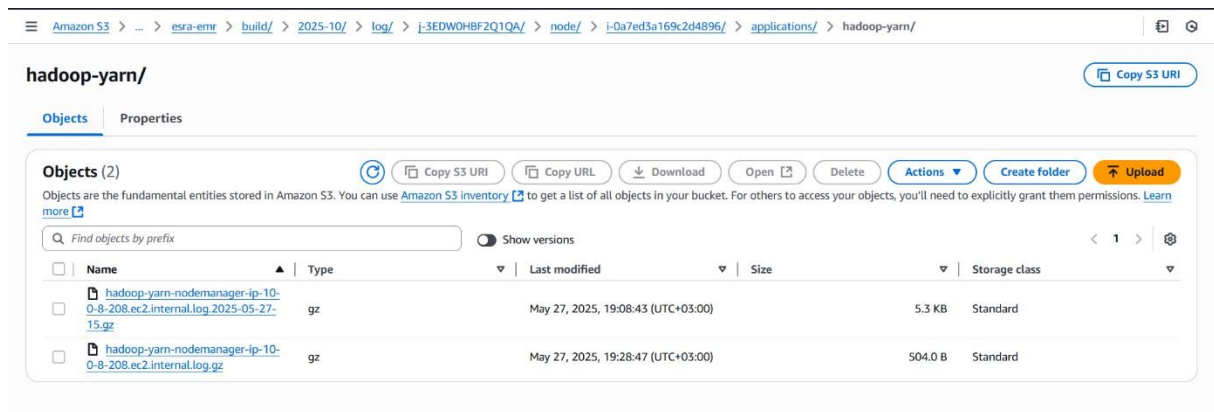 Amazon S3 > ... > esra-emr > build/ > 2025-10/ > log/ > j-3EDW0HBF2Q1QA/ > node/ > i-0a7ed3a169c2d4896/ > applications/ > hadoop-yarn/
hadoop-yarn/
Copy S3 URI
Objects Properties
Objects (2)
Copy S3 URI Copy URL Download Open Delete Actions Create folder Upload
Objects are the fundamental entities stored in Amazon S3. You can use Amazon S3 inventory to get a list of all objects in your bucket. For others to access your objects, you'll need to explicitly grant them permissions. Learn
more
Find objects by prefix
Show versions
1
Name Type Last modified Size Storage class
hadoop-yarn-nodemanager-ip-10-
0-8-208.ec2.internal.log.2025-05-27-
15.gz
gz May 27, 2025, 19:08:43 (UTC+03:00) 5.3 KB Standard
hadoop-yarn-nodemanager-ip-10-
0-8-208.ec2.internal.log.gz
gz May 27, 2025, 19:28:47 (UTC+03:00) 504.0 B Standard